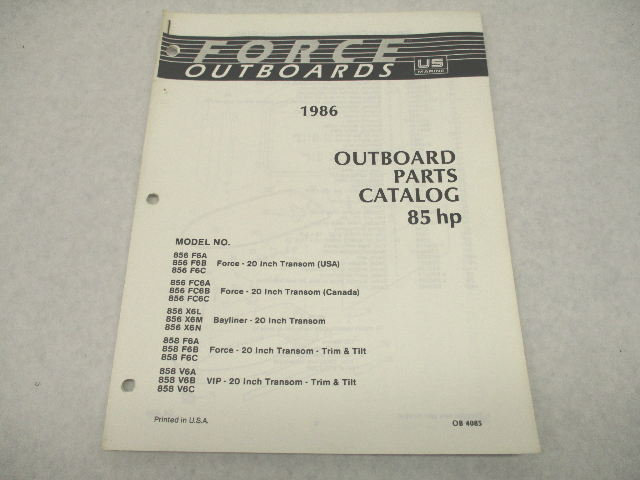 FORCE
OUTBOARDS
US
MARINE
1986
OUTBOARD
PARTS
CATALOG
85 hp
MODEL NO.
856 F6A
856 F6B Force - 20 Inch Transom (USA)
856 F6C
856 FC6A
856 FC6B Force - 20 Inch Transom (Canada)
856 FC6C
856 X6L
856 X6M Bayliner - 20 Inch Transom
856 X6N
858 F6A
858 F6B Force - 20 Inch Transom - Trim & Tilt
858 F6C
858 V6A
858 V6B VIP - 20 Inch Transom - Trim & Tilt
858 V6C
Printed in U.S.A.
OB 4085